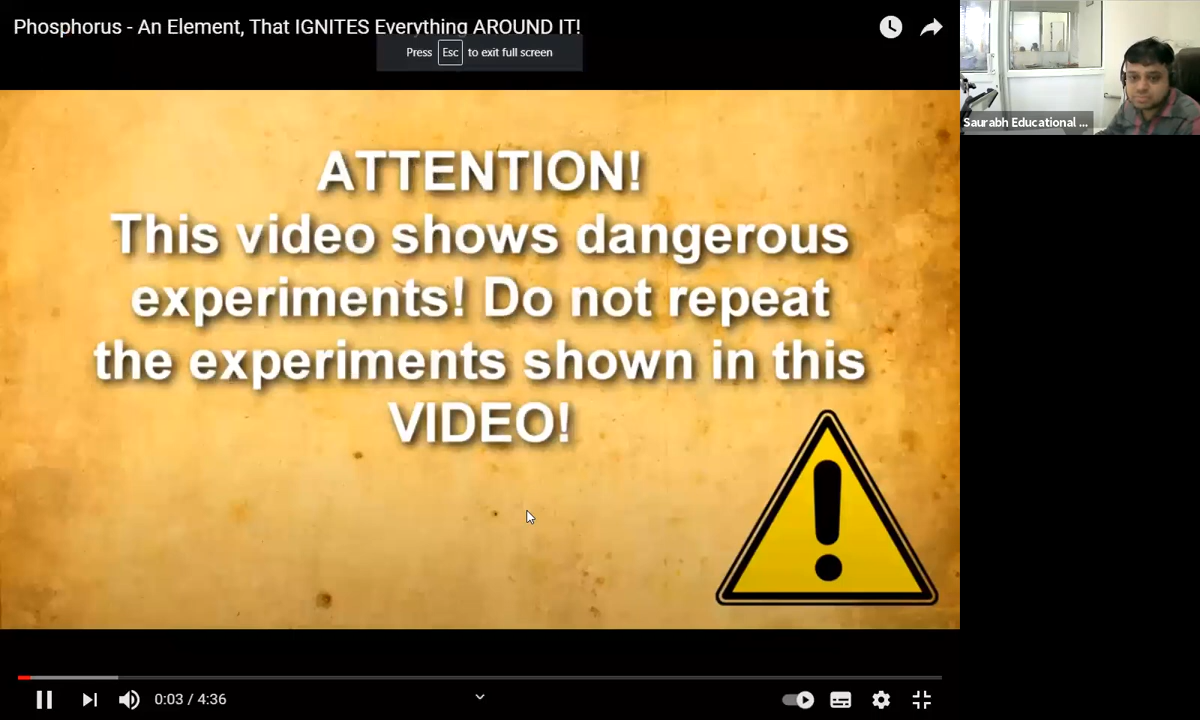 Phosphorus - An Element, That IGNITES Everything AROUND IT!
Press Esc to exit full screen
Saurabh Educational ...
ATTENTION!
This video shows dangerous
experiments! Do not repeat
the experiments shown in this
VIDEO!
0:03 / 4:36